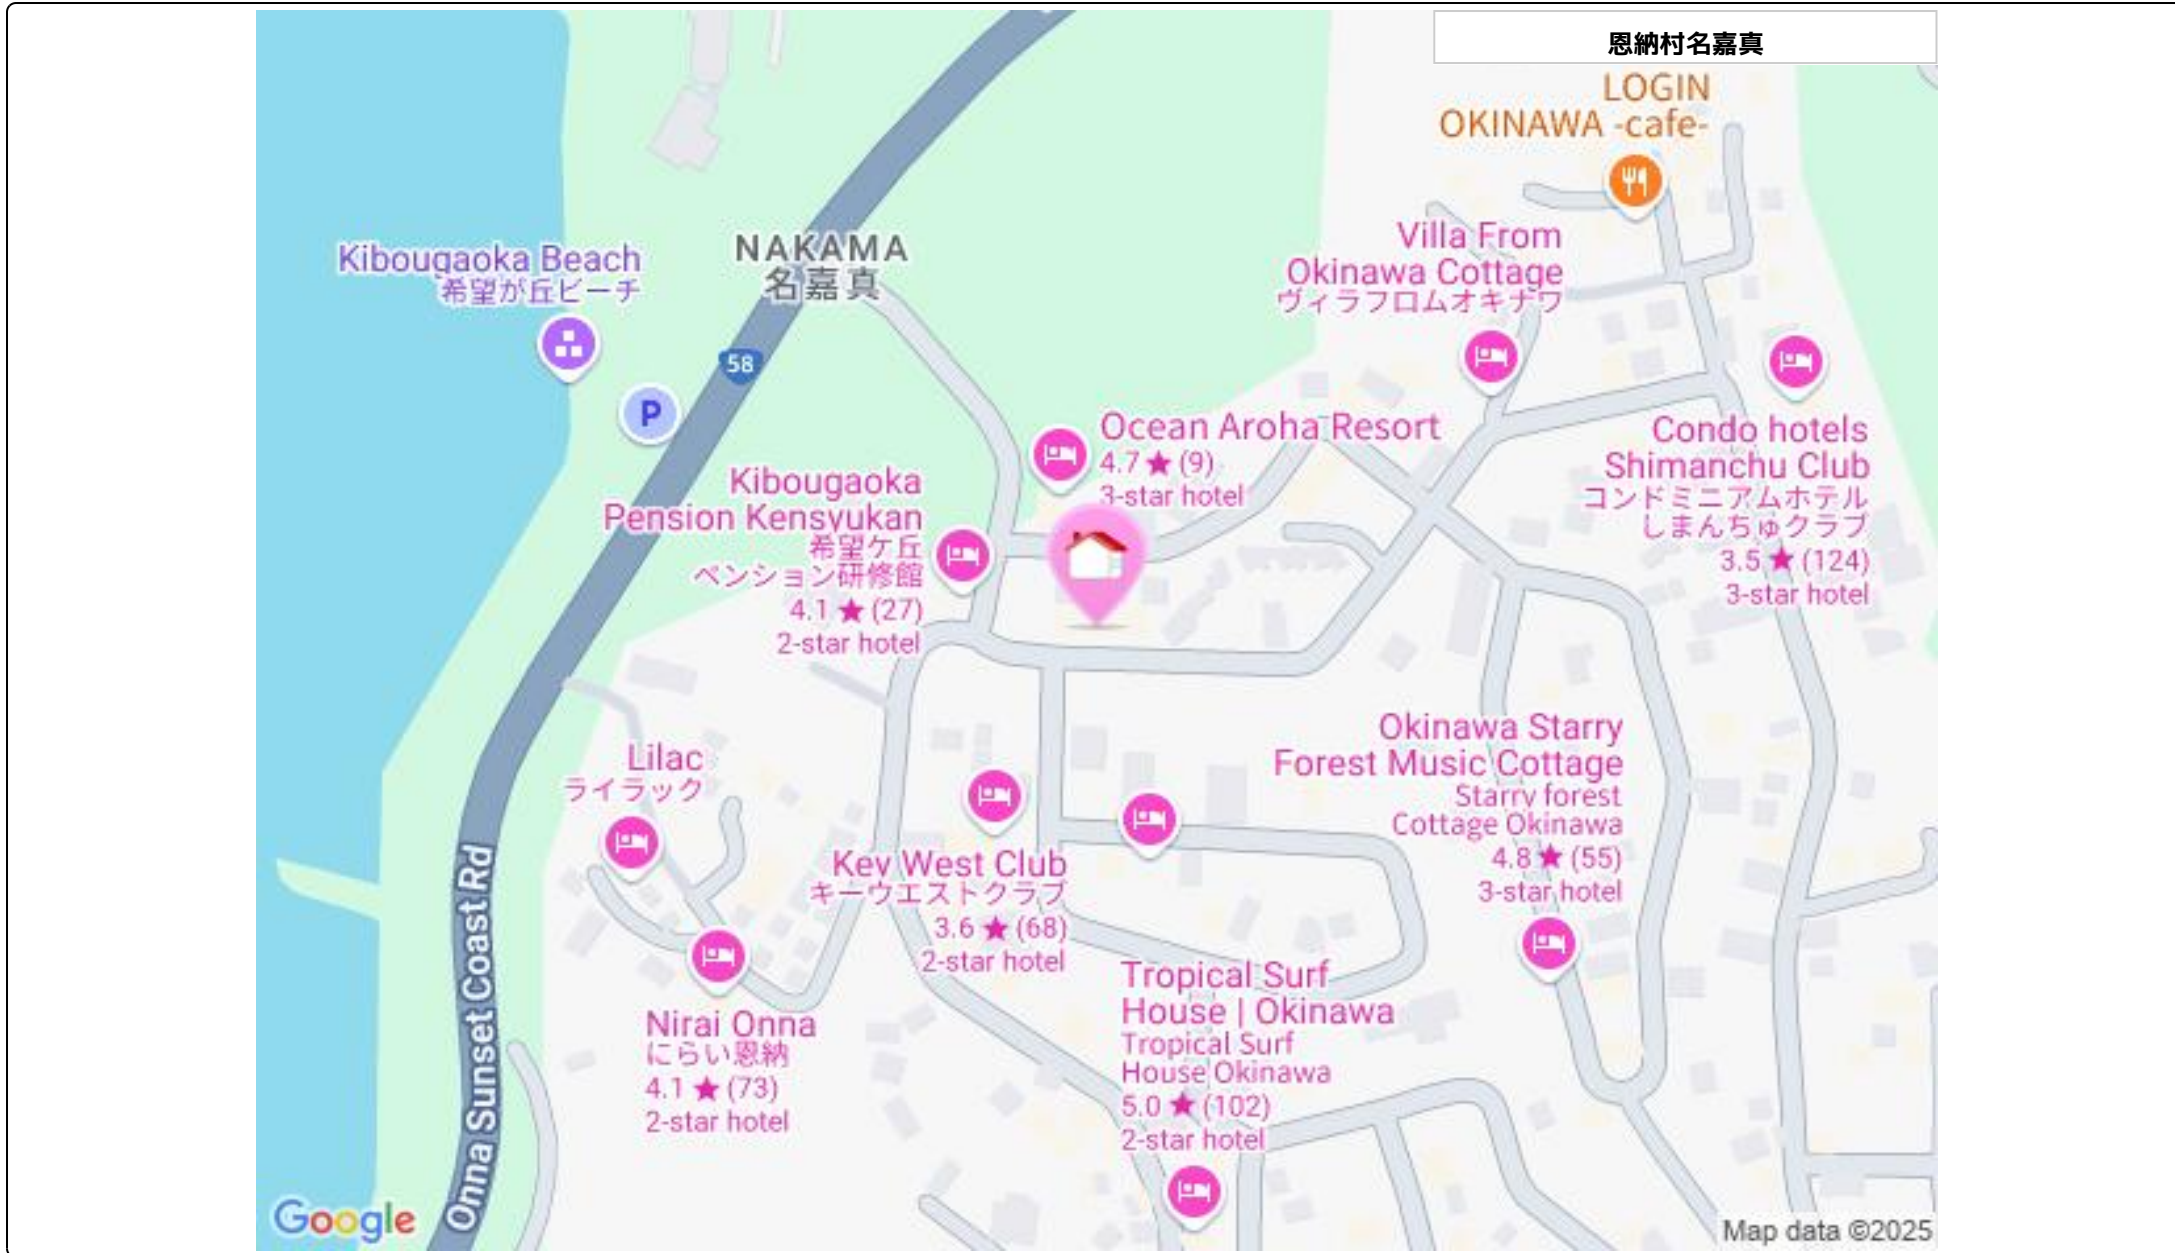 恩納村名嘉真
LOGIN
OKINAWA -cafe-
Villa From
Okinawa Cottage
ヴィラフロムオキナワ
NAKAMA
名嘉真
Kibougaoka Beach
希望が丘ビーチ
58
P
Ocean Aroha Resort
4.7 ★ (9)
3-star hotel
Condo hotels
Shimanchu Club
コンドミニアムホテル
しまんちゅクラブ
3.5 ★ (124)
3-star hotel
Kibougaoka
Pension Kensyukan
希望ケ丘
ペンション研修館
4.1 ★ (27)
2-star hotel
Okinawa Starry
Forest Music Cottage
Starry forest
Cottage Okinawa
4.8 ★ (55)
3-star hotel
Lilac
ライラック
Key West Club
キーウエストクラブ
3.6 ★ (68)
2-star hotel
Tropical Surf
House | Okinawa
Tropical Surf
House Okinawa
5.0 ★ (102)
2-star hotel
Nirai Onna
にらい恩納
4.1 ★ (73)
2-star hotel
Onna Sunset Coast Rd
Google
Map data ©2025